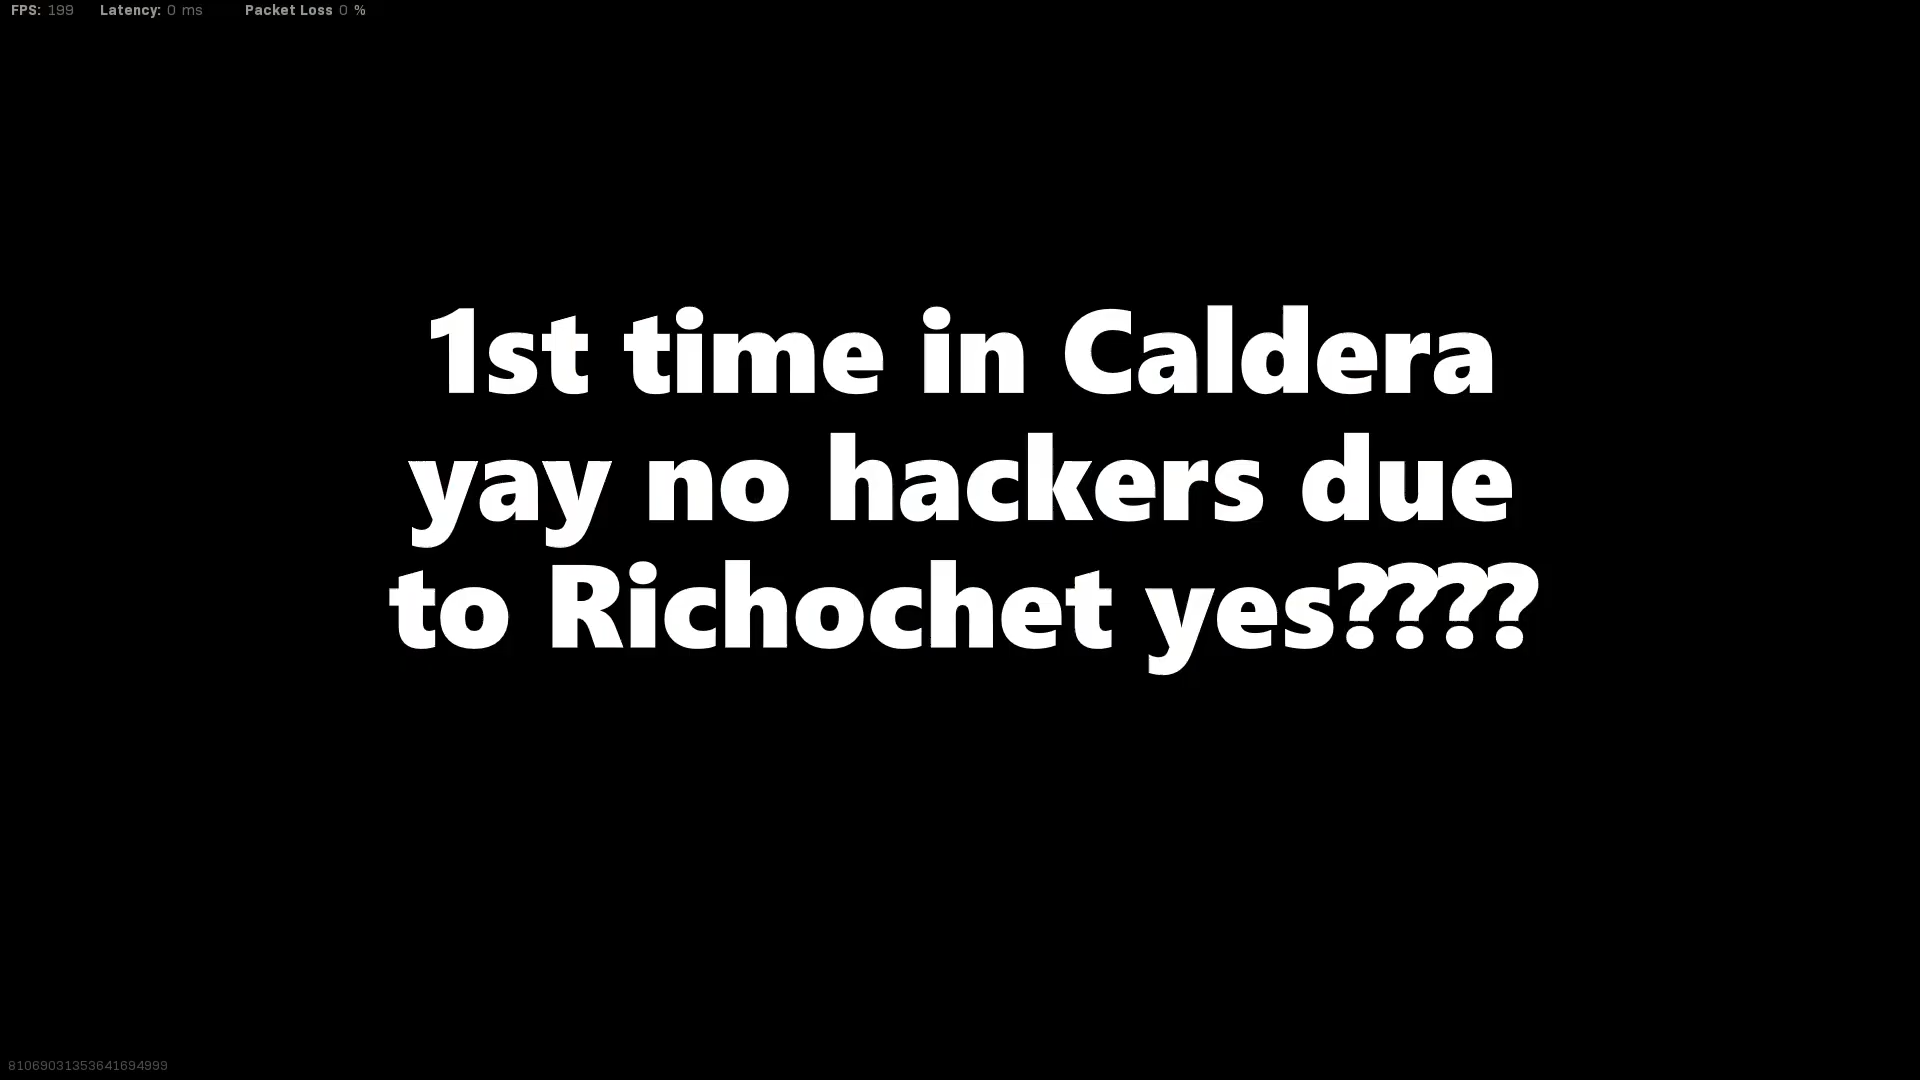 FPS: 199 Latency: 0 ms Packet Loss 0 %
1st time in Caldera
yay no hackers due
to Richochet yes????
81069031353641694999